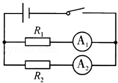 R₁ A₁
R₂ A₂